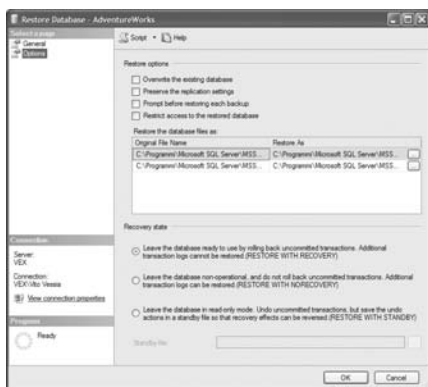 Restore Database - AdventureWorks
Select a page
General
Options
Script
Help
Restore options
Overwrite the existing database
Preserve the replication settings
Prompt before restoring each backup
Restrict access to the restored database
Restore the database files as:
Original File Name Restore As
C:\Programmi\Microsoft SQL Server\MSS... C:\Programmi\Microsoft SQL Server\MSS... ...
C:\Programmi\Microsoft SQL Server\MSS... C:\Programmi\Microsoft SQL Server\MSS... ...
Recovery state
Leave the database ready to use by rolling back uncommitted transactions. Additional
transaction logs cannot be restored.(RESTORE WITH RECOVERY)
Leave the database non-operational, and do not roll back uncommitted transactions. Additional
transaction logs can be restored.(RESTORE WITH NORECOVERY)
Leave the database in read-only mode. Undo uncommitted transactions, but save the undo
actions in a standby file so that recovery effects can be reversed.(RESTORE WITH STANDBY)
Standby file:
Connection
Server:
VEX
Connection:
VEX\Vito Vessia
View connection properties
Progress
Ready
OK
Cancel